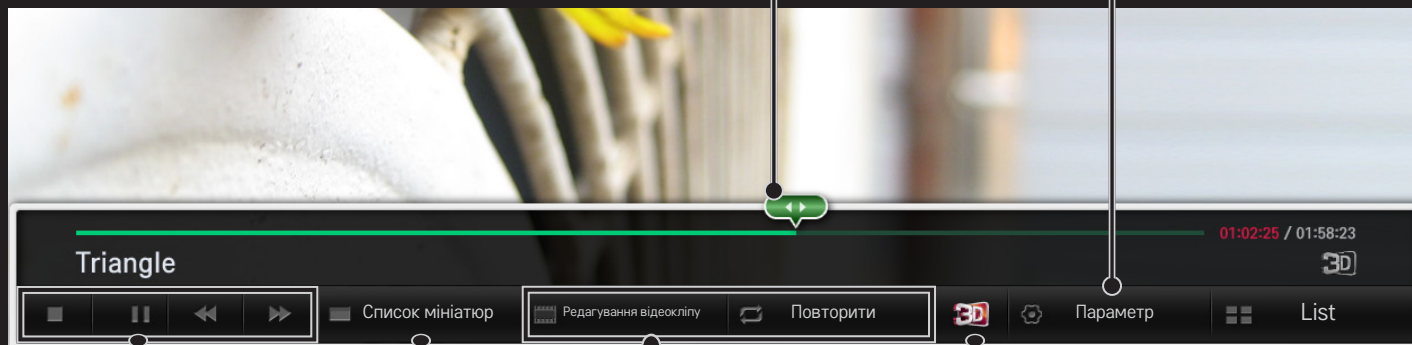 01:02:25 / 01:58:23
Triangle
3D
Список мініатюр
Редагування відеокліпу
Повторити
3D
Параметр
List